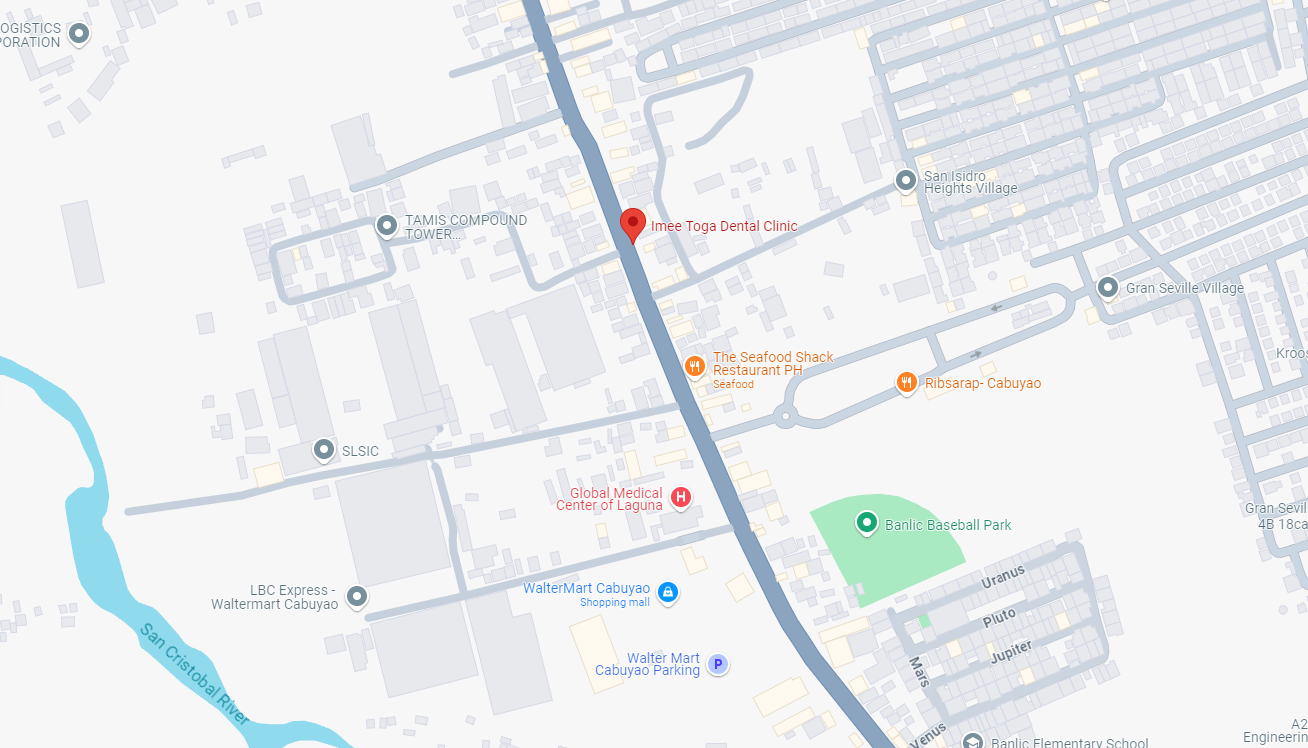 OGISTICS
PORATION
San Isidro
Heights Village
TAMIS COMPOUND
TOWER...
Imee Toga Dental Clinic
Gran Seville Village
The Seafood Shack
Restaurant PH
Seafood
Kroos
Ribsarap- Cabuyao
SLSIC
Global Medical
Center of Laguna
H
Gran Sevil
4B 18ca
Banlic Baseball Park
Uranus
LBC Express -
Waltermart Cabuyao
WalterMart Cabuyao
Shopping mall
Pluto
San Cristobal River
Jupiter
Walter Mart
Cabuyao Parking
P
Mars
Venus
A2
Engineerin
Banlic Elementary School